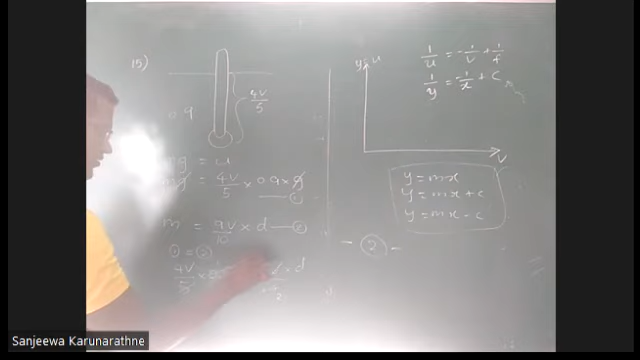 15)
4V/5
0.9
mg = u
mg = 4V/5 × 0.9 × g —①
m = 9V/10 × d —②
① = ②
4V/5 ×
d
y=u
V
1/u = -1/v + 1/f
1/y = -1/x + C
y = mx
y = mx + c
y = mx - c
- ② -
Sanjeewa Karunarathne